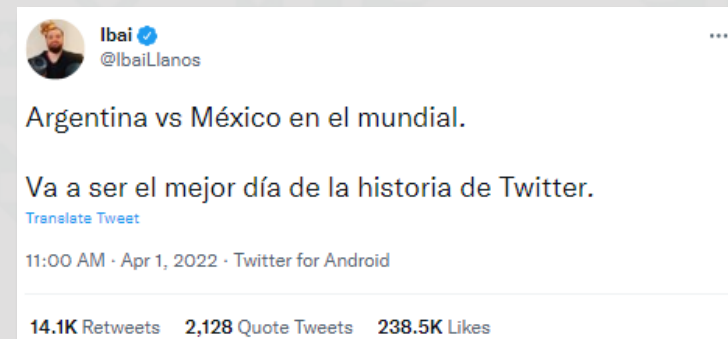 Ibai
@IbaiLlanos
Argentina vs México en el mundial.
Va a ser el mejor día de la historia de Twitter.
Translate Tweet
11:00 AM · Apr 1, 2022 · Twitter for Android
14.1K Retweets 2,128 Quote Tweets 238.5K Likes